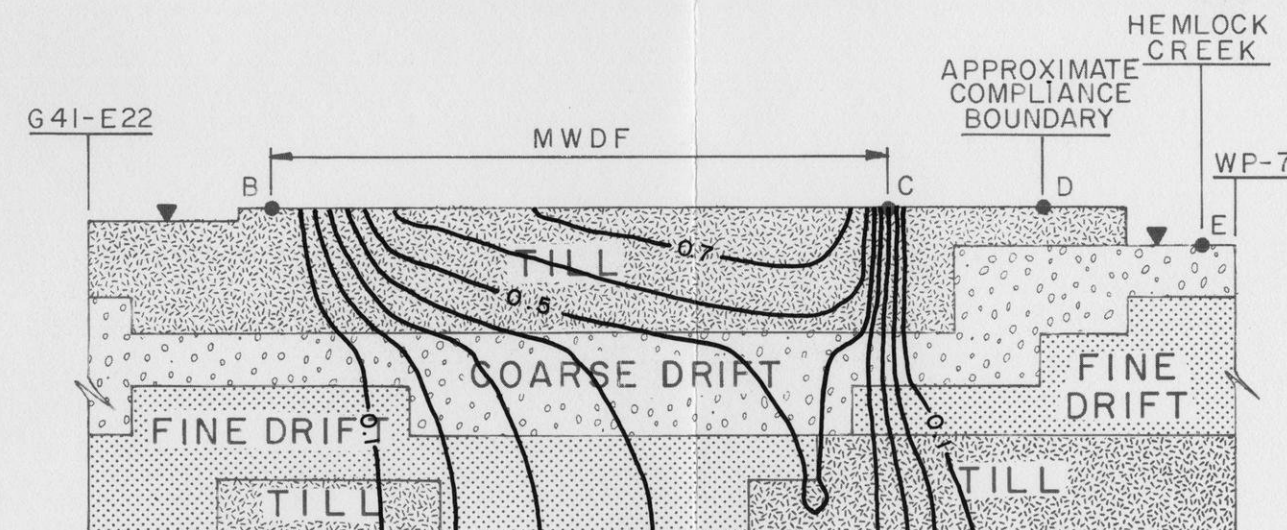 HEMLOCK
CREEK
APPROXIMATE
COMPLIANCE
BOUNDARY
G41-E22
MWDF
WP-7
B
C
D
E
0.7
TILL
0.5
COARSE DRIFT
FINE
DRIFT
FINE DRIFT
0.1
0.1
TILL
TILL